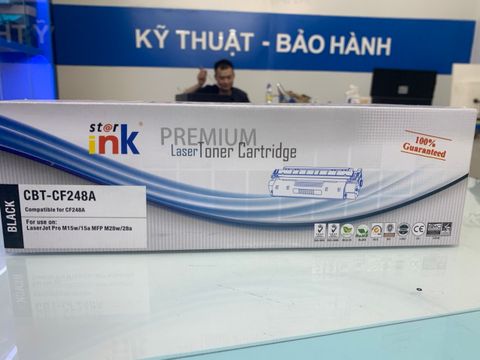 KỸ THUẬT - BẢO HÀNH
st@r
ink
PREMIUM
Laser Toner Cartridge
100%
Guaranteed
BLACK
CBT-CF248A
Compatible for CF248A
For use on:
LaserJet Pro M15w/15a MFP M28w/28a